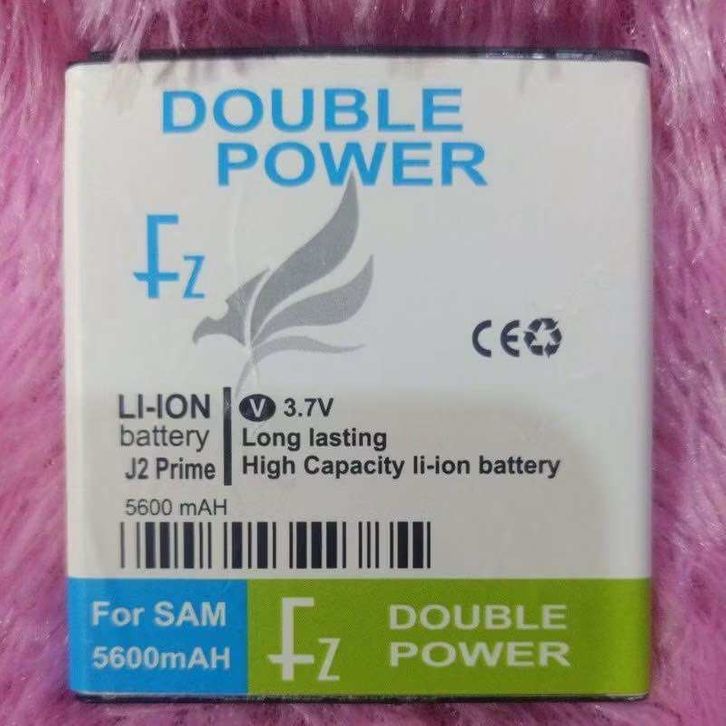 DOUBLE
POWER
Fz
CE
LI-ION
battery
J2 Prime
V 3.7V
Long lasting
High Capacity li-ion battery
5600 mAH
For SAM
5600mAH
Fz
DOUBLE
POWER